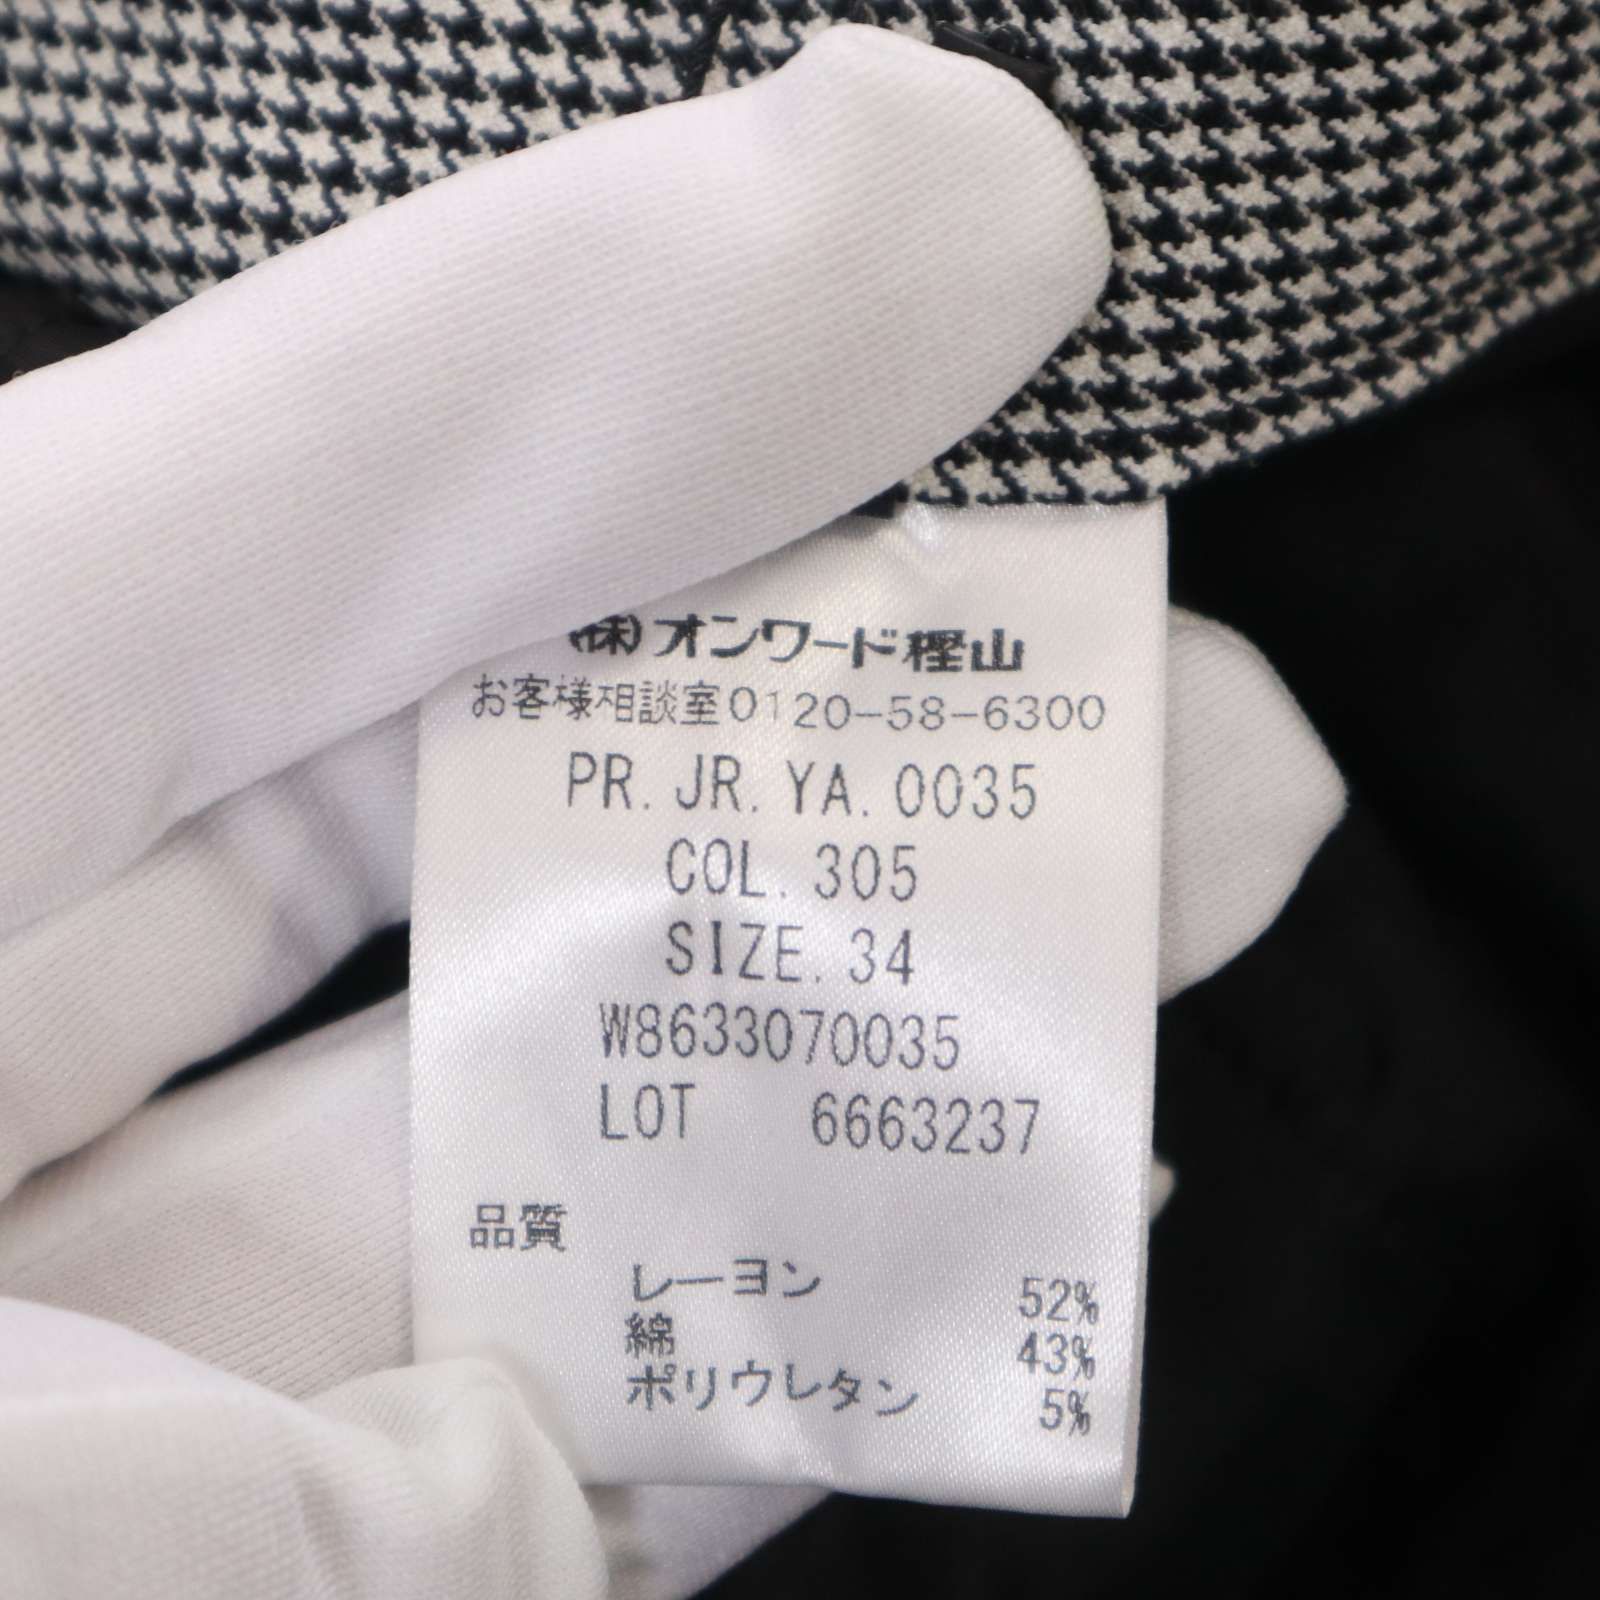 (株)オンワード樫山
お客様相談室0120-58-6300
PR.JR.YA.0035
COL.305
SIZE.34
W8633070035
LOT 6663237
品質
レーヨン 52%
綿 43%
ポリウレタン 5%